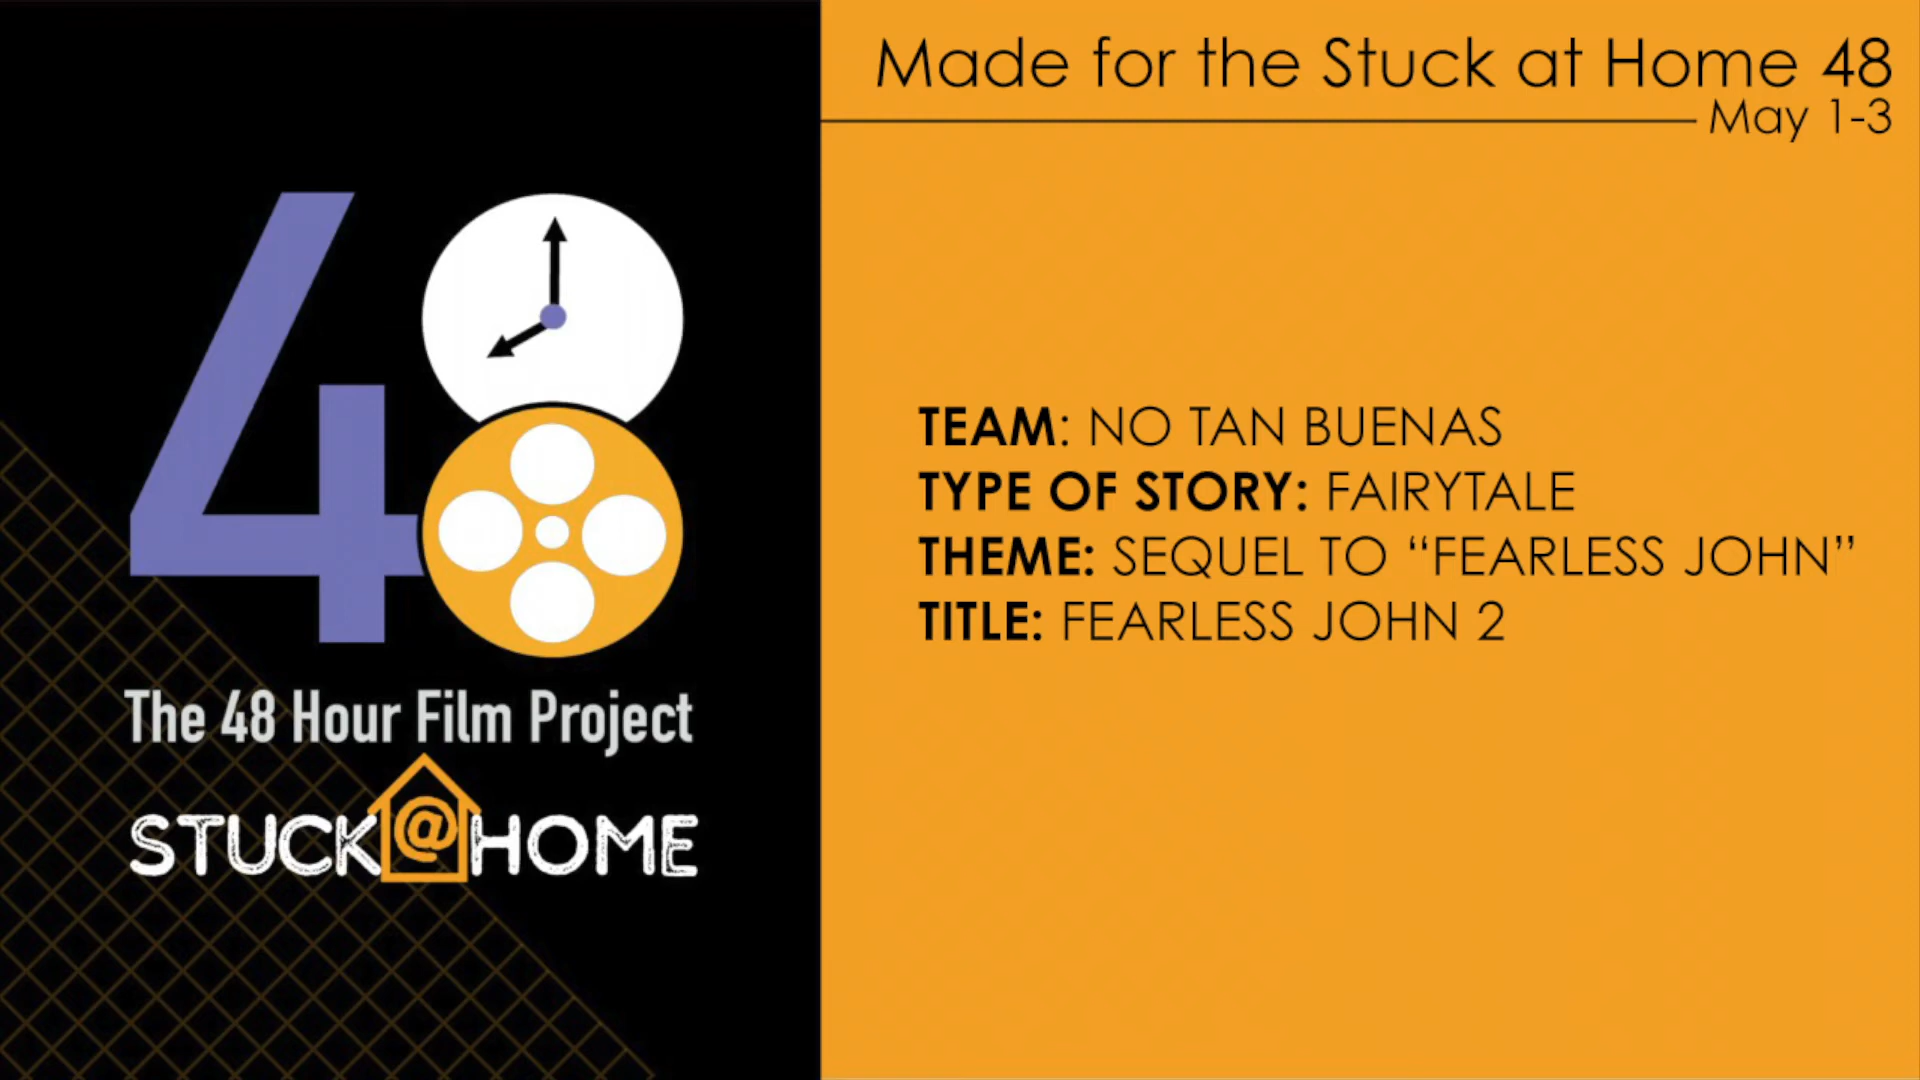 48
The 48 Hour Film Project
STUCK@HOME
Made for the Stuck at Home 48
May 1-3
TEAM: NO TAN BUENAS
TYPE OF STORY: FAIRYTALE
THEME: SEQUEL TO “FEARLESS JOHN”
TITLE: FEARLESS JOHN 2